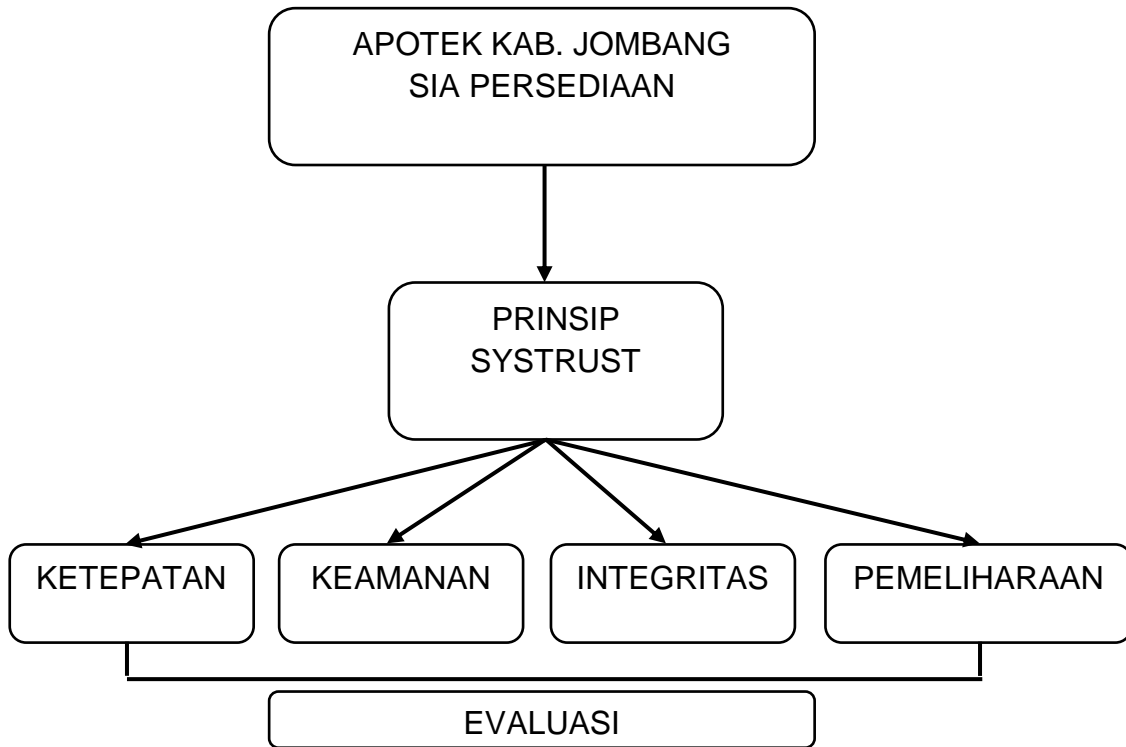 APOTEK KAB. JOMBANG
SIA PERSEDIAAN
PRINSIP
SYSTRUST
KETEPATAN
KEAMANAN
INTEGRITAS
PEMELIHARAAN
EVALUASI